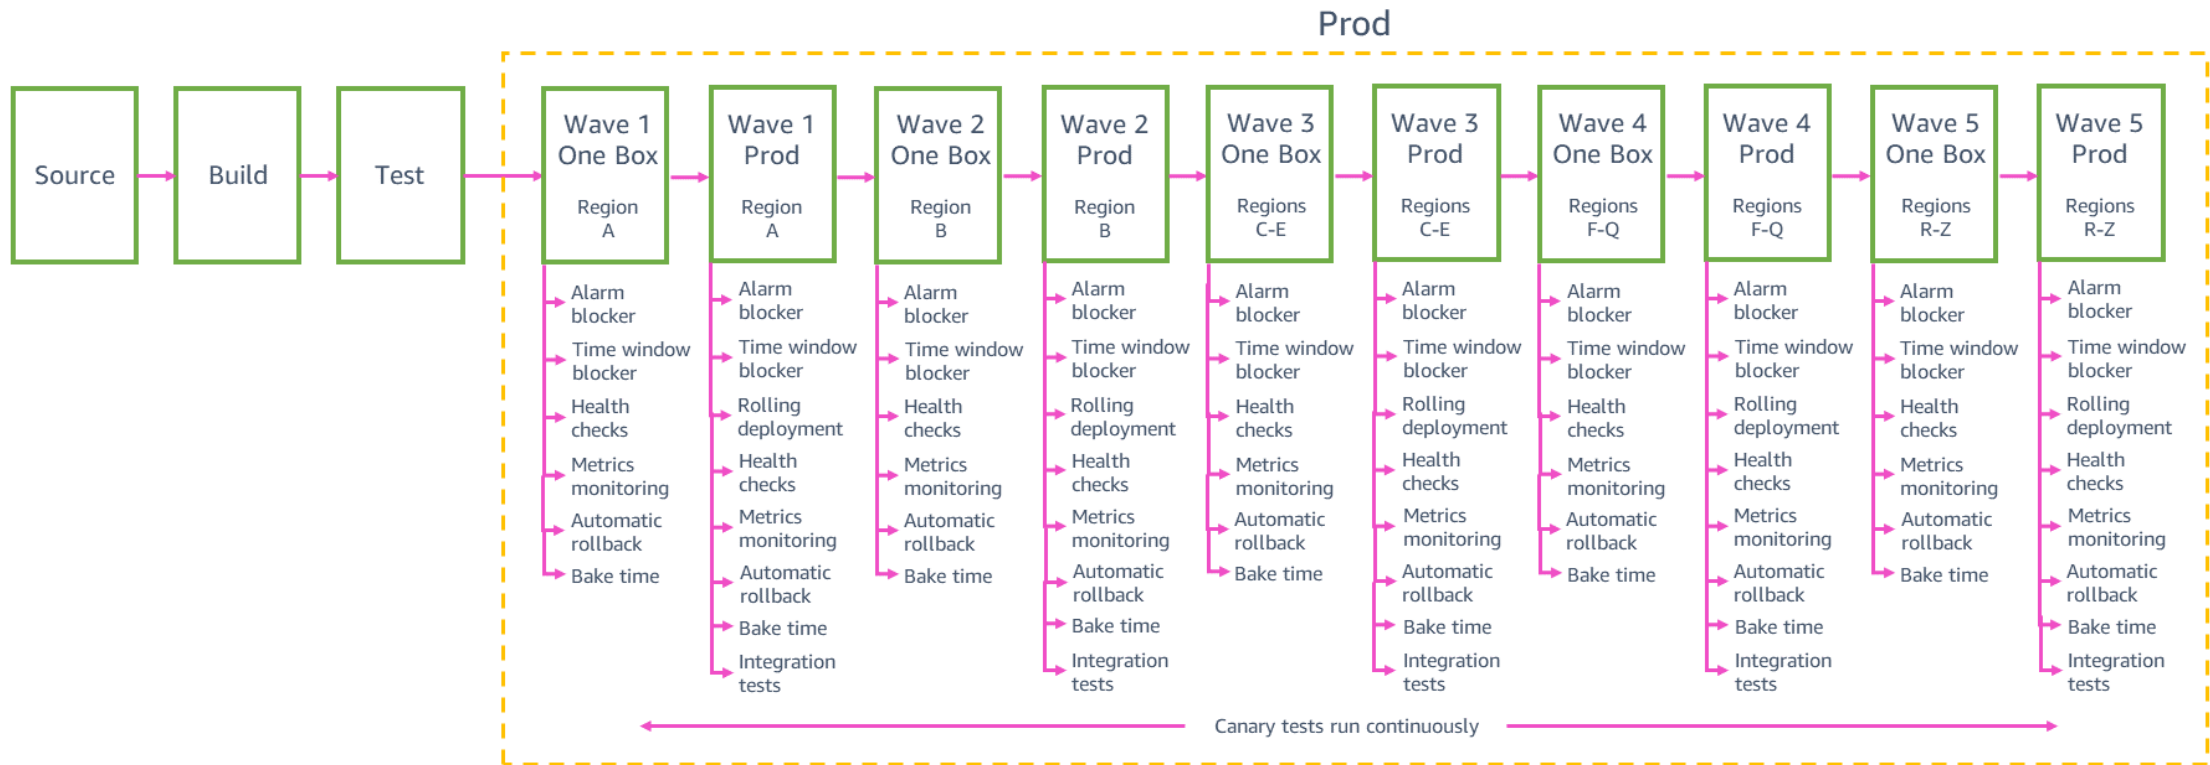 Prod
Source
Build
Test
Wave 1
One Box
Region
A
Alarm
blocker
Time window
blocker
Health
checks
Metrics
monitoring
Automatic
rollback
Bake time
Wave 1
Prod
Region
A
Alarm
blocker
Time window
blocker
Rolling
deployment
Health
checks
Metrics
monitoring
Automatic
rollback
Bake time
Integration
tests
Wave 2
One Box
Region
B
Alarm
blocker
Time window
blocker
Health
checks
Metrics
monitoring
Automatic
rollback
Bake time
Wave 2
Prod
Region
B
Alarm
blocker
Time window
blocker
Rolling
deployment
Health
checks
Metrics
monitoring
Automatic
rollback
Bake time
Integration
tests
Wave 3
One Box
Regions
C-E
Alarm
blocker
Time window
blocker
Health
checks
Metrics
monitoring
Automatic
rollback
Bake time
Wave 3
Prod
Regions
C-E
Alarm
blocker
Time window
blocker
Rolling
deployment
Health
checks
Metrics
monitoring
Automatic
rollback
Bake time
Integration
tests
Wave 4
One Box
Regions
F-Q
Alarm
blocker
Time window
blocker
Health
checks
Metrics
monitoring
Automatic
rollback
Bake time
Wave 4
Prod
Regions
F-Q
Alarm
blocker
Time window
blocker
Rolling
deployment
Health
checks
Metrics
monitoring
Automatic
rollback
Bake time
Integration
tests
Wave 5
One Box
Regions
R-Z
Alarm
blocker
Time window
blocker
Health
checks
Metrics
monitoring
Automatic
rollback
Bake time
Wave 5
Prod
Regions
R-Z
Alarm
blocker
Time window
blocker
Rolling
deployment
Health
checks
Metrics
monitoring
Automatic
rollback
Bake time
Integration
tests
Canary tests run continuously